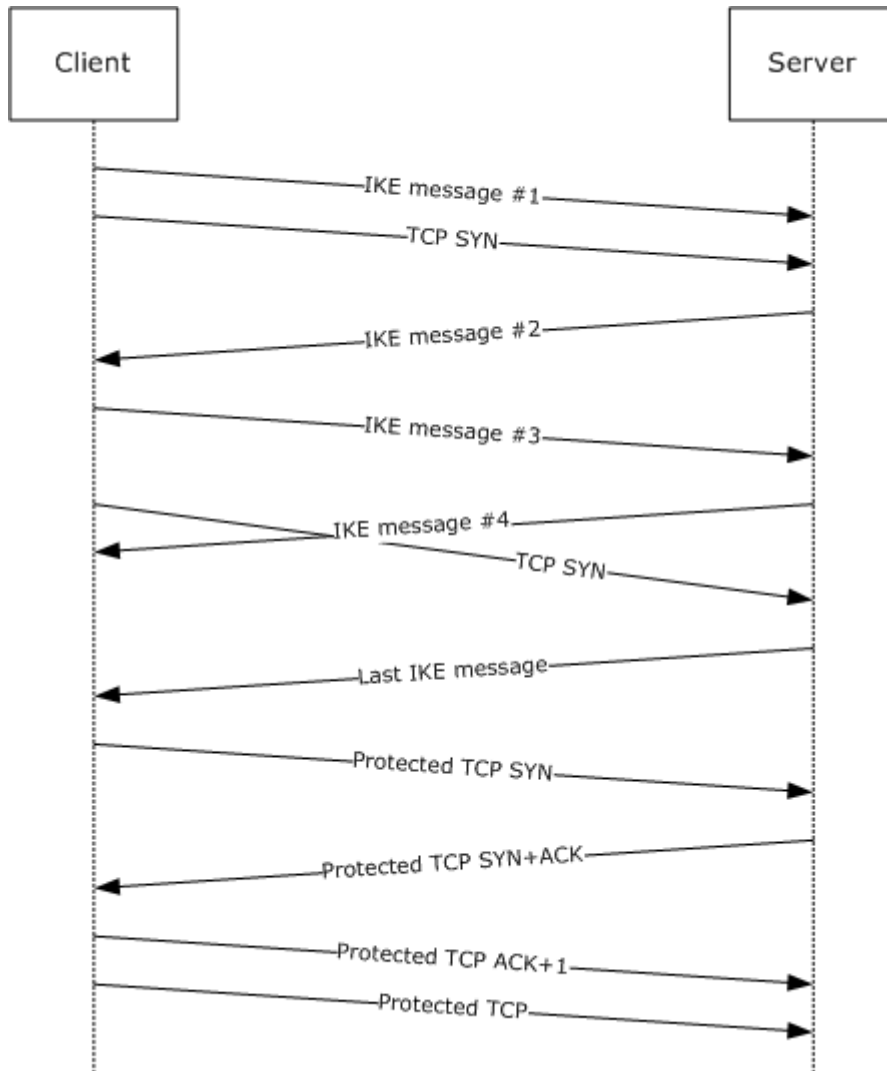 Client
Server
IKE message #1
TCP SYN
IKE message #2
IKE message #3
IKE message #4
TCP SYN
Last IKE message
Protected TCP SYN
Protected TCP SYN+ACK
Protected TCP ACK+1
Protected TCP